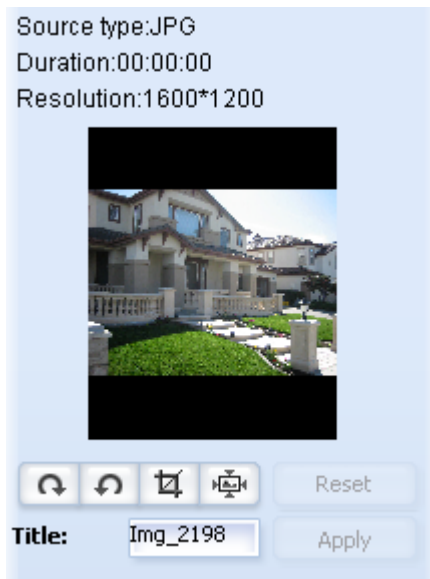 Source type:JPG
Duration:00:00:00
Resolution:1600*1200
Reset
Title: Img_2198 Apply